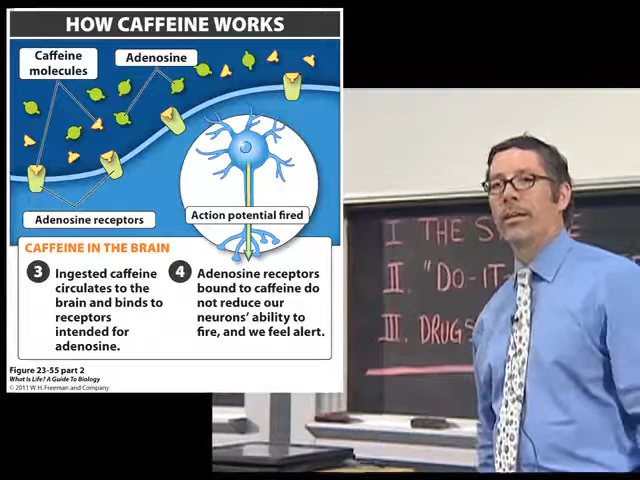 HOW CAFFEINE WORKS
Caffeine
molecules
Adenosine
Adenosine receptors
Action potential fired
CAFFEINE IN THE BRAIN
3
Ingested caffeine
circulates to the
brain and binds to
receptors
intended for
adenosine.
4
Adenosine receptors
bound to caffeine do
not reduce our
neurons' ability to
fire, and we feel alert.
Figure 23-55 part 2
What Is Life? A Guide To Biology
© 2011 W.H.Freeman and Company
I THE
II. "DO-IT-
III. DRUGS